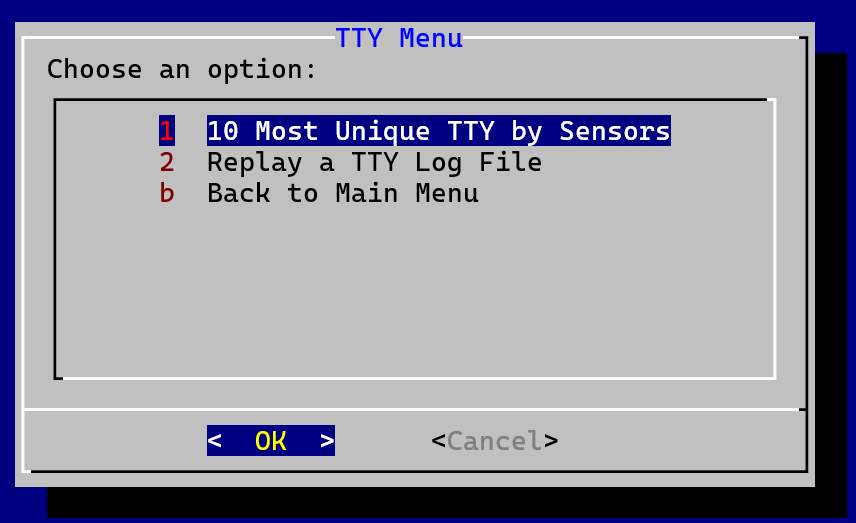 TTY Menu
Choose an option:
1 10 Most Unique TTY by Sensors
2 Replay a TTY Log File
b Back to Main Menu
< OK > <Cancel>